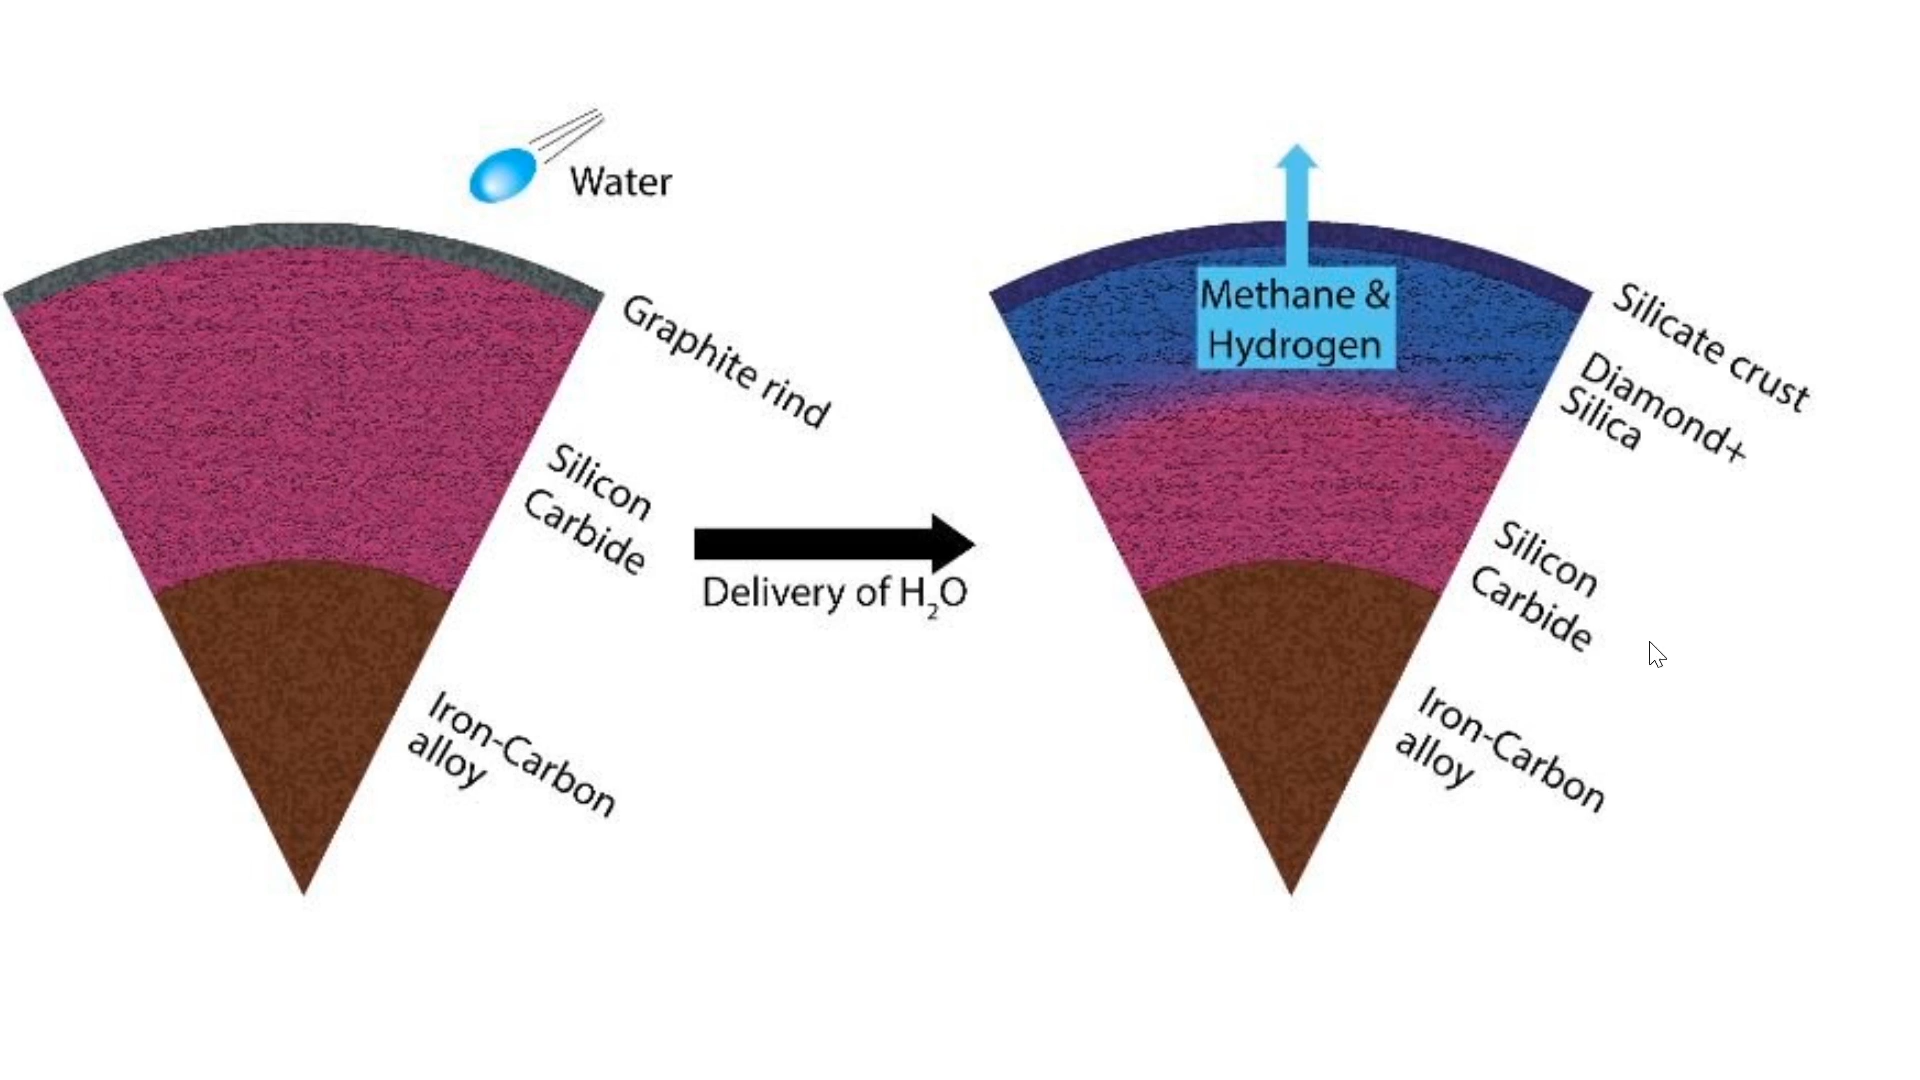 Water
Graphite rind
Silicon
Carbide
Iron-Carbon
alloy
Delivery of H₂O
Methane &
Hydrogen
Silicate crust
Diamond+
Silica
Silicon
Carbide
Iron-Carbon
alloy